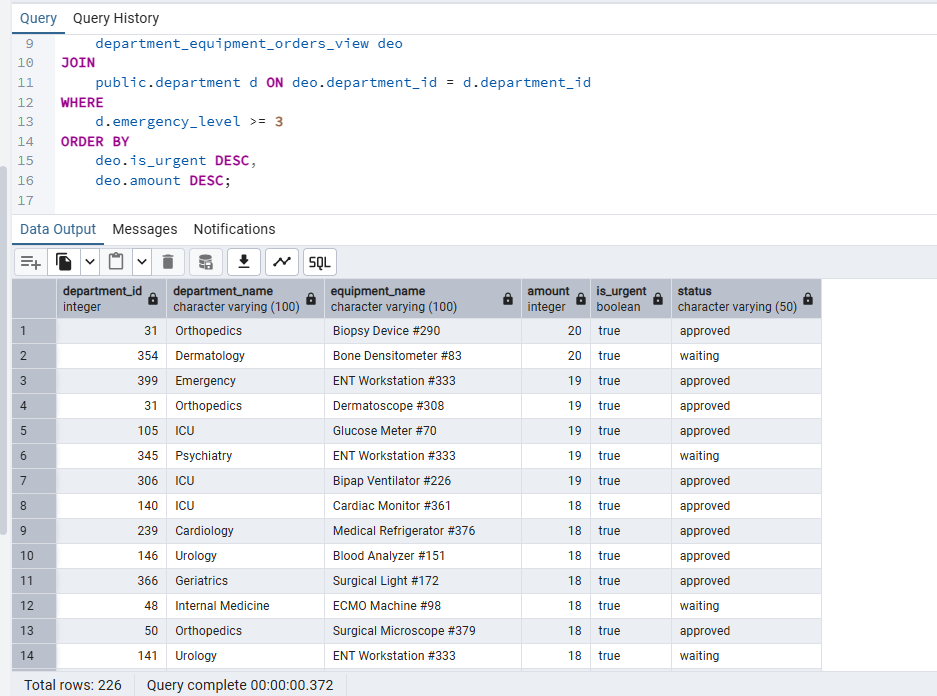 Query Query History
9 department_equipment_orders_view deo
10 JOIN
11 public.department d ON deo.department_id = d.department_id
12 WHERE
13 d.emergency_level >= 3
14 ORDER BY
15 deo.is_urgent DESC,
16 deo.amount DESC;
17
Data Output Messages Notifications
SQL
department_id department_name equipment_name amount is_urgent status
integer character varying (100) character varying (100) integer boolean character varying (50)
1 31 Orthopedics Biopsy Device #290 20 true approved
2 354 Dermatology Bone Densitometer #83 20 true waiting
3 399 Emergency ENT Workstation #333 19 true approved
4 31 Orthopedics Dermatoscope #308 19 true approved
5 105 ICU Glucose Meter #70 19 true approved
6 345 Psychiatry ENT Workstation #333 19 true waiting
7 306 ICU Bipap Ventilator #226 19 true approved
8 140 ICU Cardiac Monitor #361 18 true approved
9 239 Cardiology Medical Refrigerator #376 18 true approved
10 146 Urology Blood Analyzer #151 18 true approved
11 366 Geriatrics Surgical Light #172 18 true approved
12 48 Internal Medicine ECMO Machine #98 18 true waiting
13 50 Orthopedics Surgical Microscope #379 18 true approved
14 141 Urology ENT Workstation #333 18 true waiting
Total rows: 226 Query complete 00:00:00.372